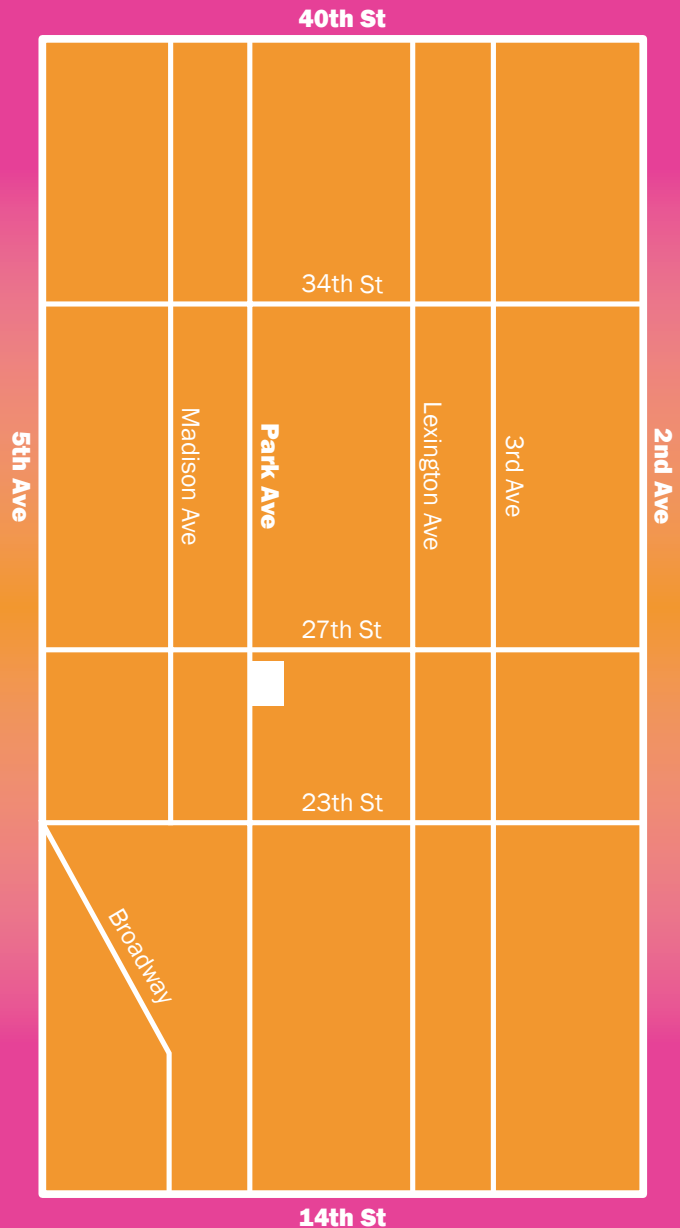 40th St
34th St
5th Ave
Madison Ave
Park Ave
Lexington Ave
3rd Ave
2nd Ave
27th St
23th St
Broadway
14th St